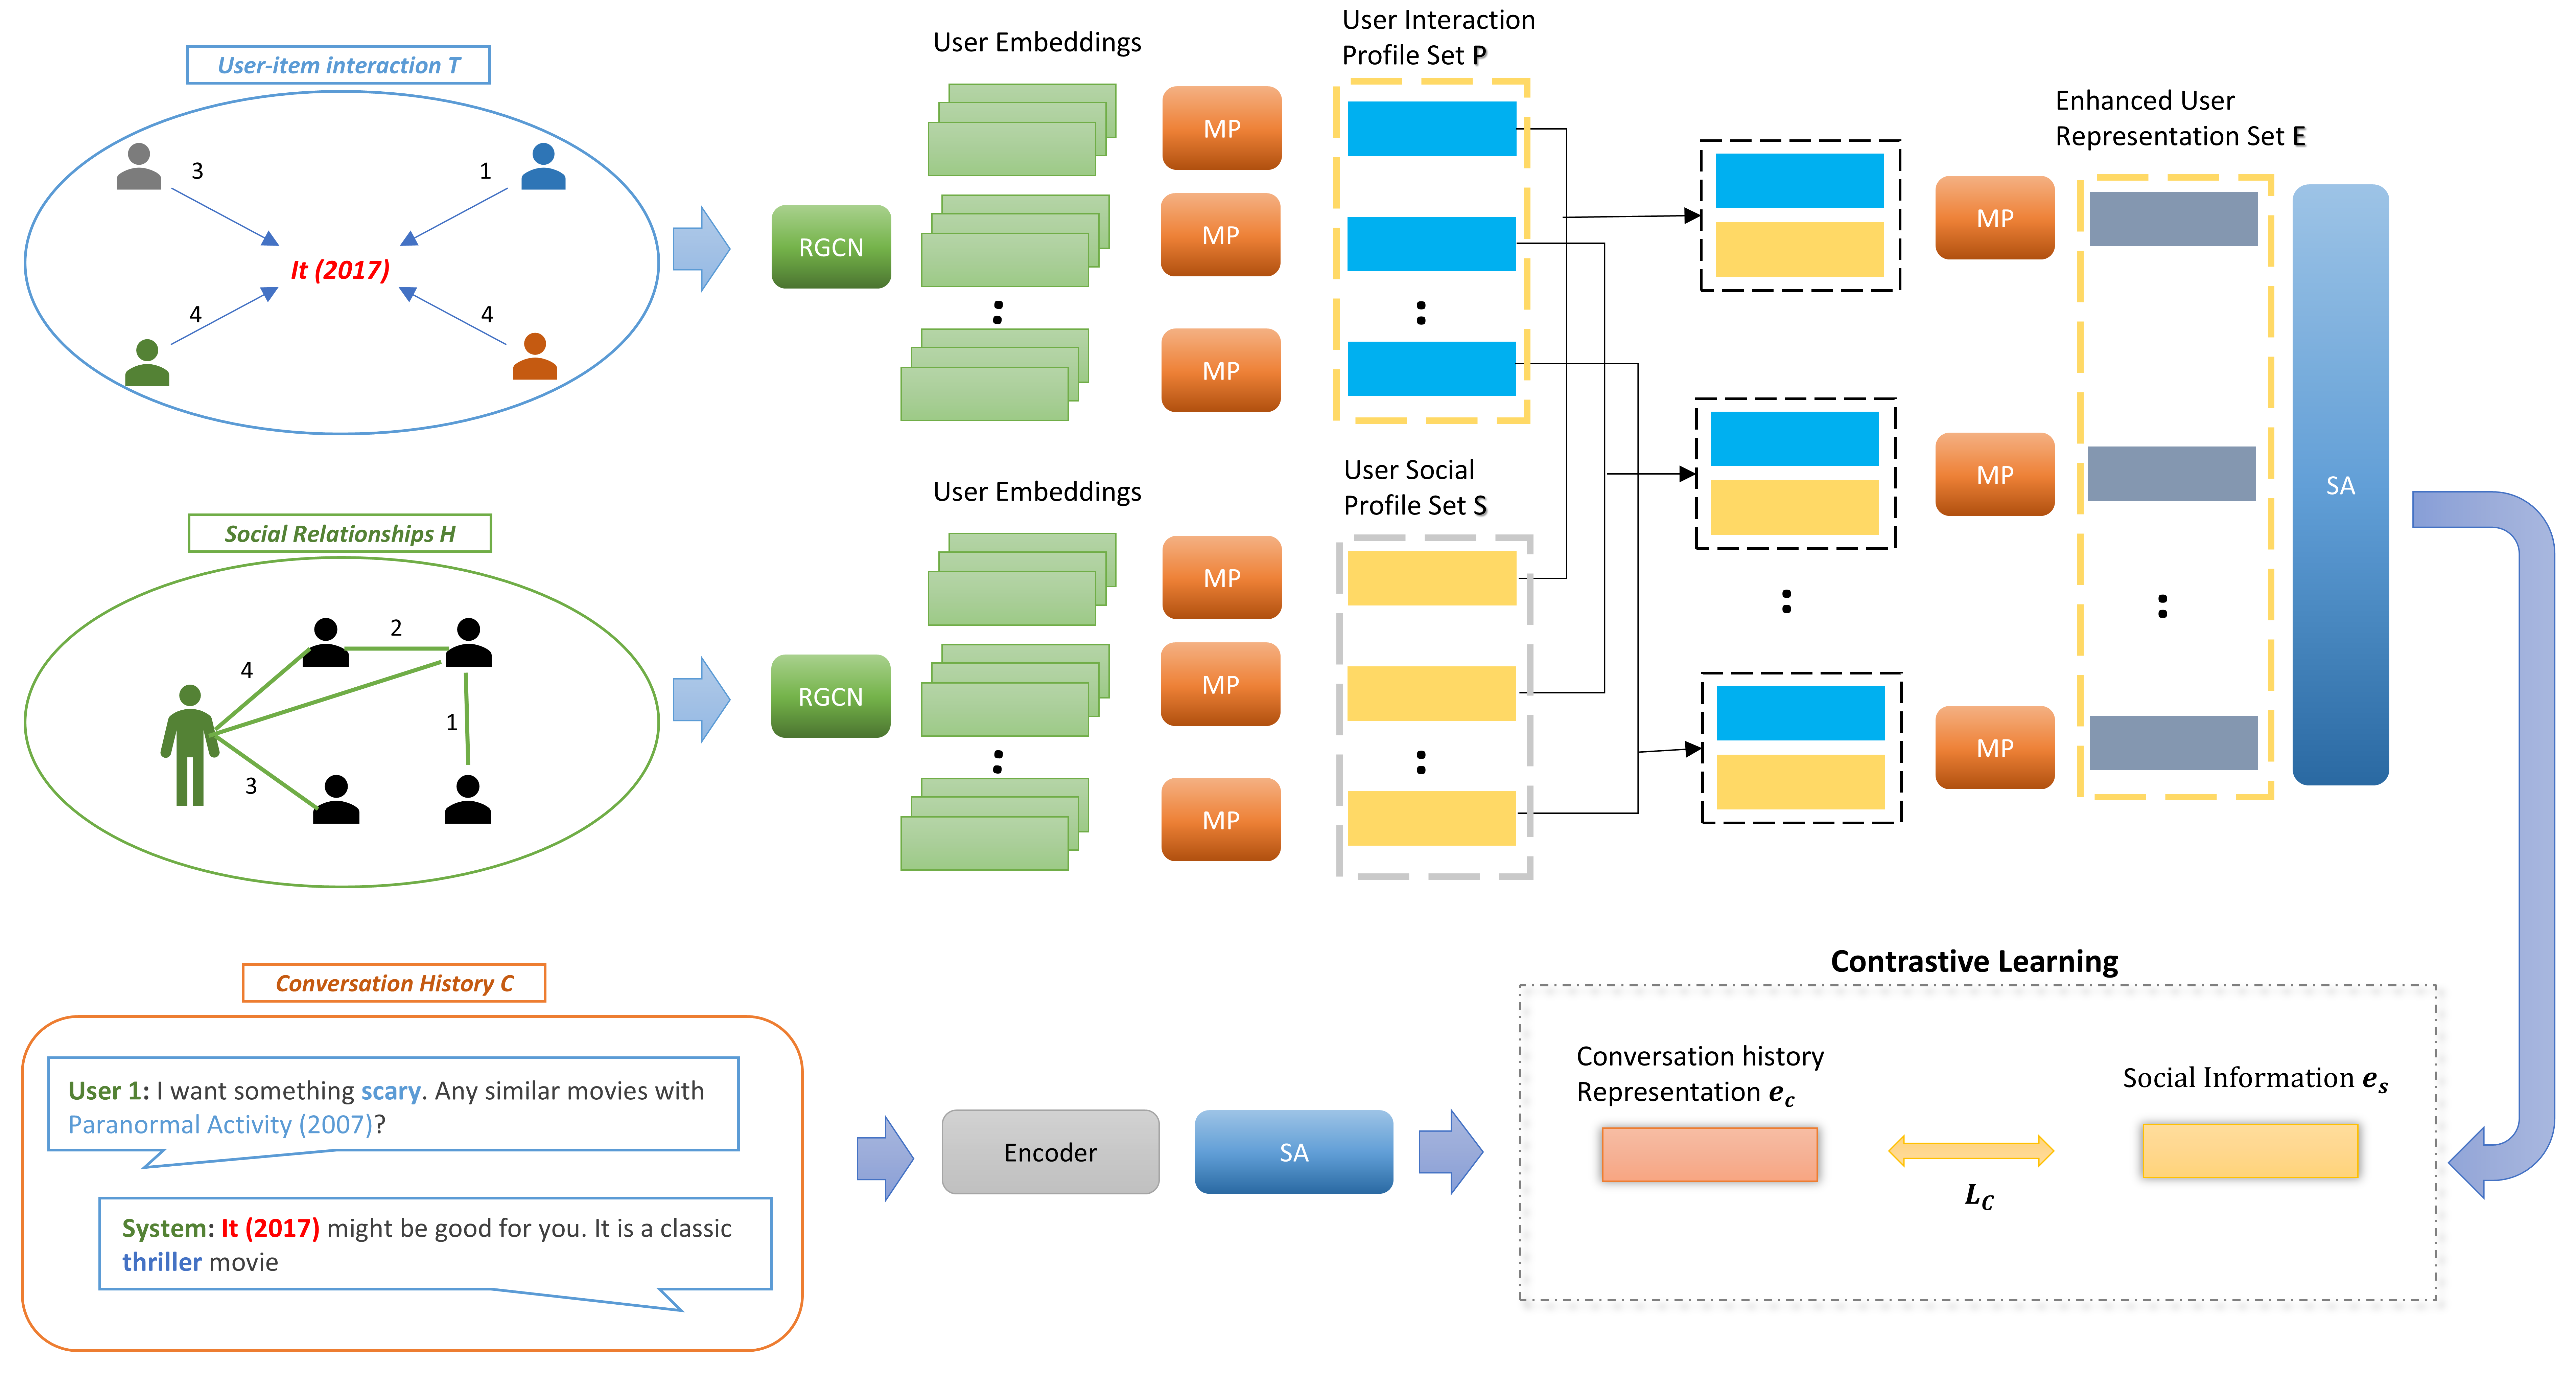 User-item interaction T
3
1
It (2017)
4
4
RGCN
User Embeddings
MP
MP
:
MP
User Interaction
Profile Set P
:
MP
Enhanced User
Representation Set E
MP
:
MP
:
SA
Social Relationships H
2
4
1
3
RGCN
User Embeddings
MP
MP
:
MP
User Social
Profile Set S
:
Conversation History C
User 1: I want something scary. Any similar movies with
Paranormal Activity (2007)?
System: It (2017) might be good for you. It is a classic
thriller movie
Encoder
SA
Contrastive Learning
Conversation history
Representation e_c
L_C
Social Information e_s
MP